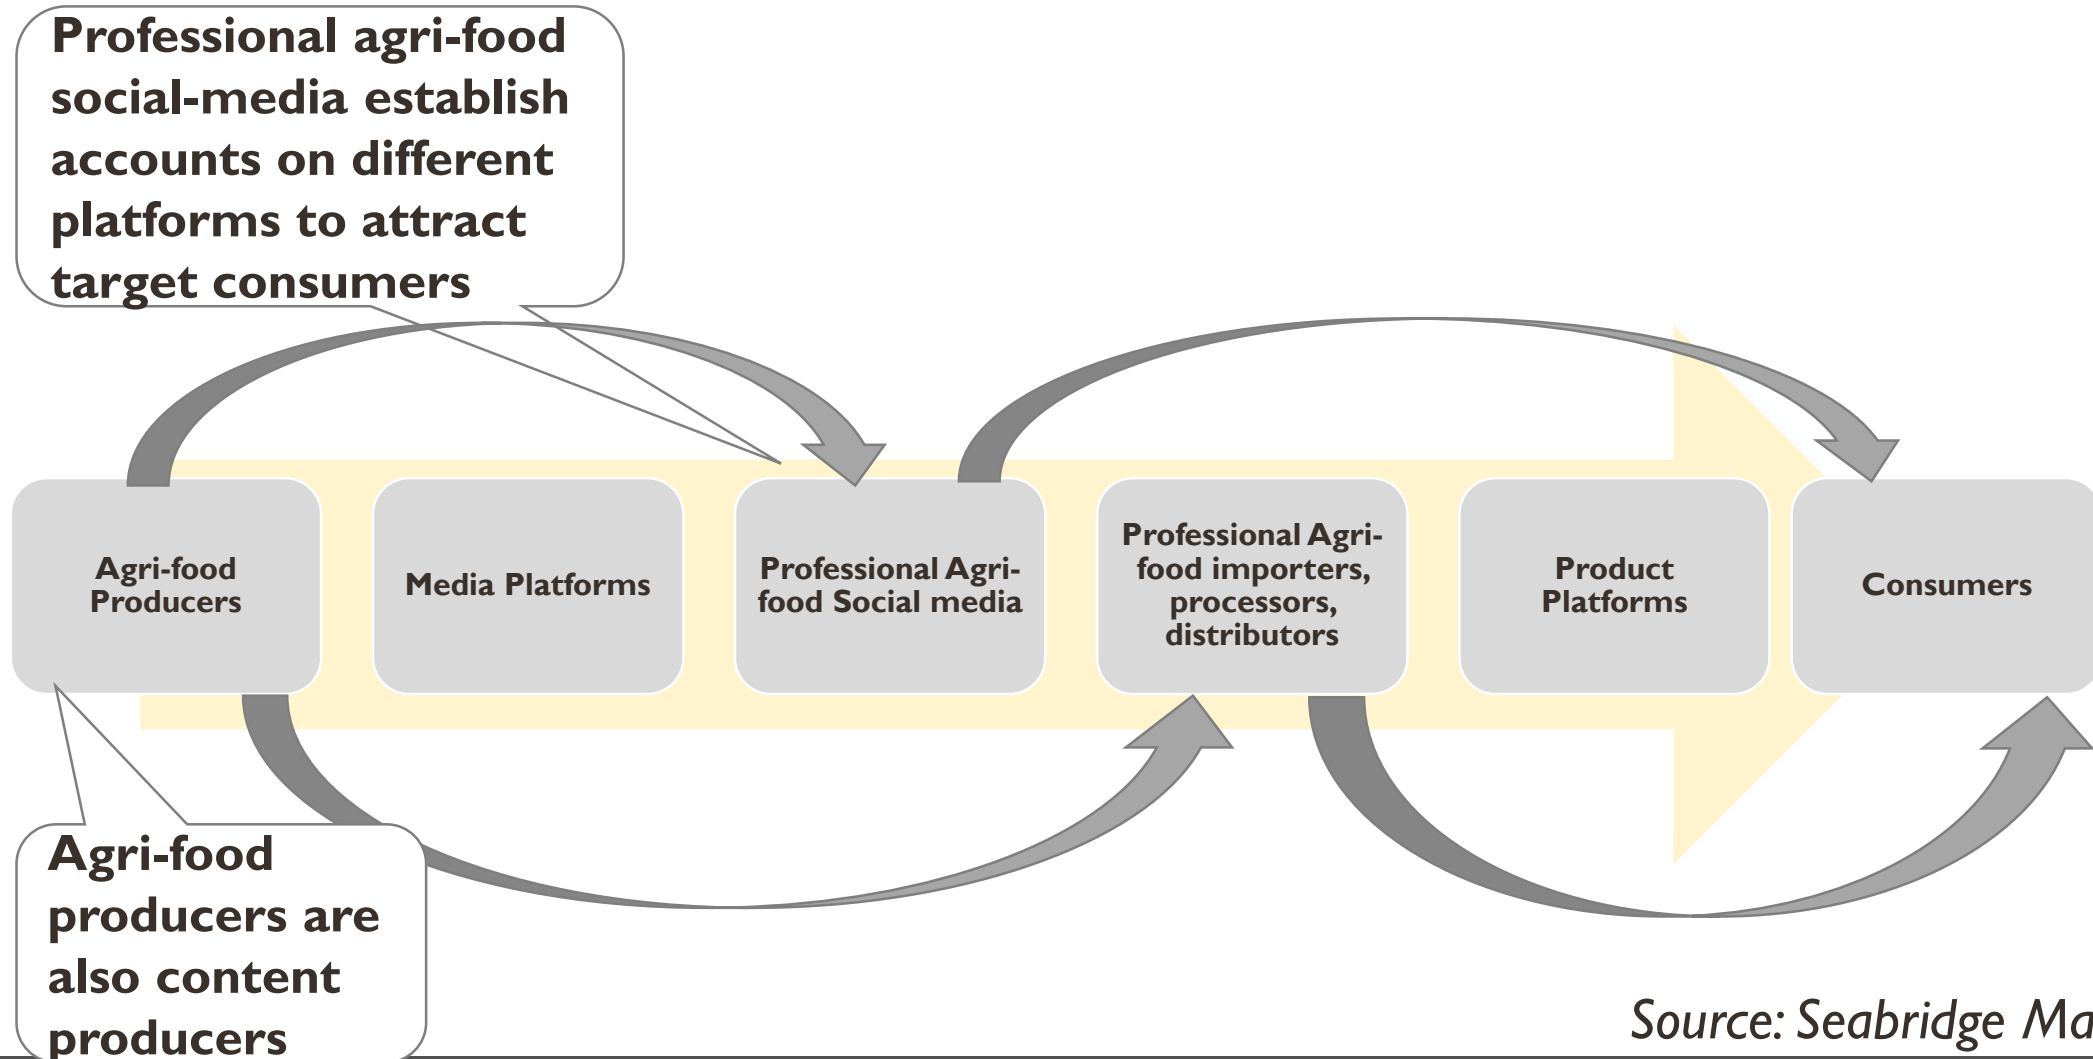 Professional agri-food
social-media establish
accounts on different
platforms to attract
target consumers
Agri-food
Producers
Media Platforms
Professional Agri-
food Social media
Professional Agri-
food importers,
processors,
distributors
Product
Platforms
Consumers
Agri-food
producers are
also content
producers
Source: Seabridge Ma